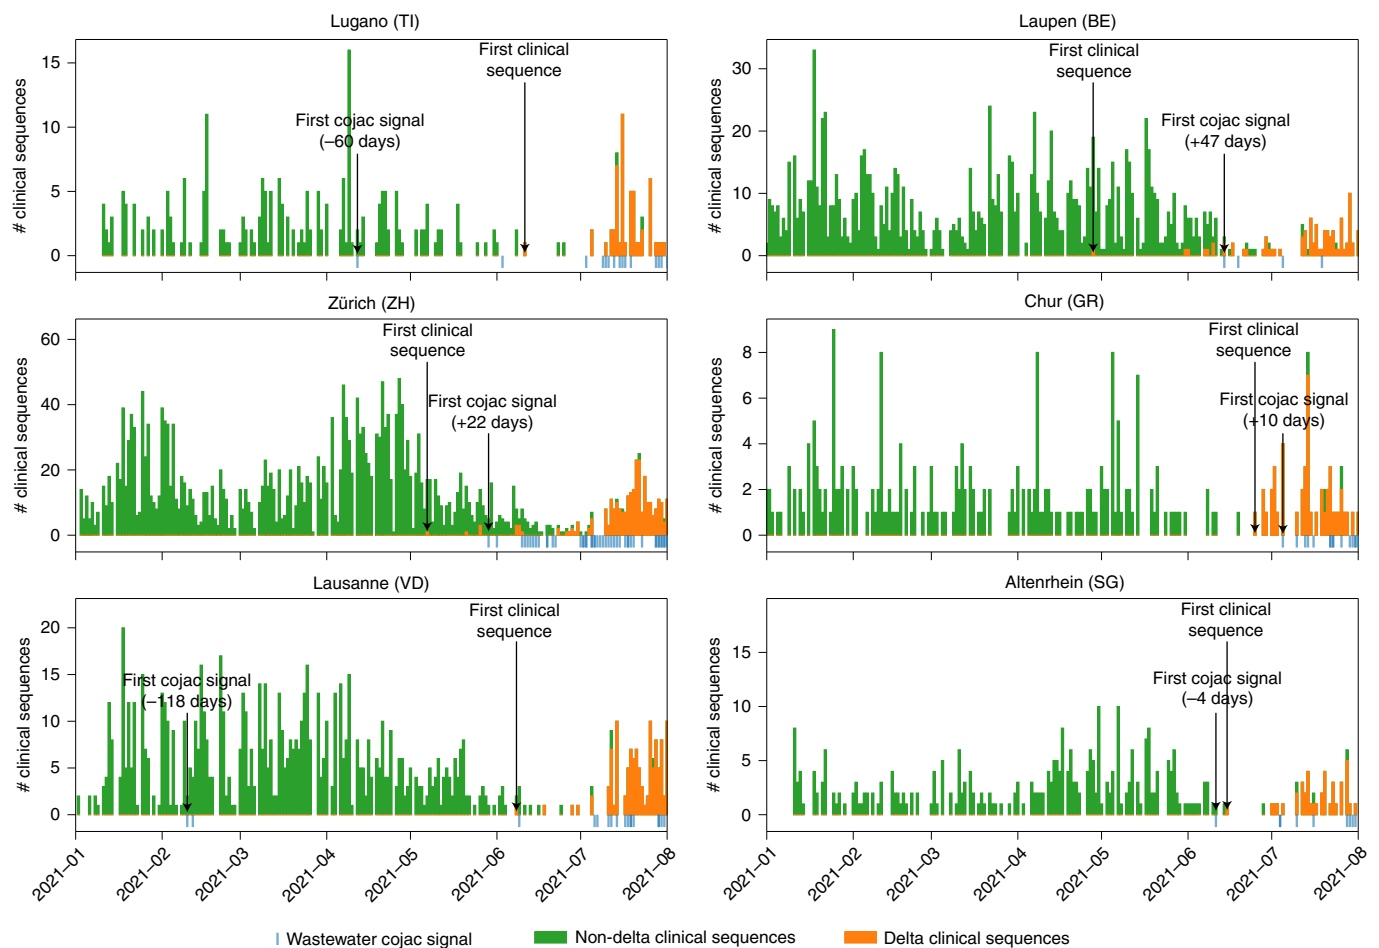 Lugano (TI)
# clinical sequences
15
10
5
0
First cojac signal
(–60 days)
First clinical
sequence
Laupen (BE)
# clinical sequences
30
20
10
0
First clinical
sequence
First cojac signal
(+47 days)
Zürich (ZH)
# clinical sequences
60
40
20
0
First clinical
sequence
First cojac signal
(+22 days)
Chur (GR)
# clinical sequences
8
6
4
2
0
First clinical
sequence
First cojac signal
(+10 days)
Lausanne (VD)
# clinical sequences
20
15
10
5
0
First cojac signal
(–118 days)
First clinical
sequence
2021–01
2021–02
2021–03
2021–04
2021–05
2021–06
2021–07
2021–08
Altenrhein (SG)
# clinical sequences
15
10
5
0
First clinical
sequence
First cojac signal
(–4 days)
2021–01
2021–02
2021–03
2021–04
2021–05
2021–06
2021–07
2021–08
Wastewater cojac signal
Non-delta clinical sequences
Delta clinical sequences